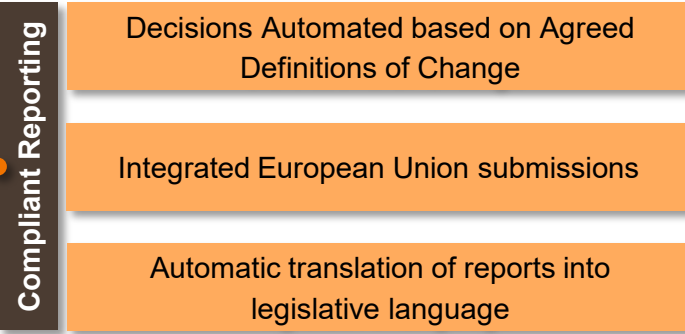 Compliant Reporting
Decisions Automated based on Agreed
Definitions of Change
Integrated European Union submissions
Automatic translation of reports into
legislative language